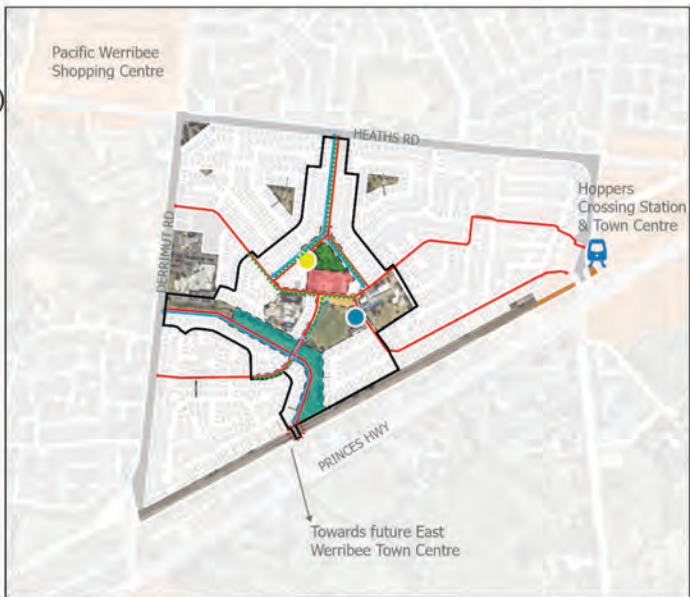 Pacific Werribee
Shopping Centre
HEATHS RD
Hoppers
Crossing Station
& Town Centre
DERRIMUT RD
PRINCES HWY
Towards future East
Werribee Town Centre